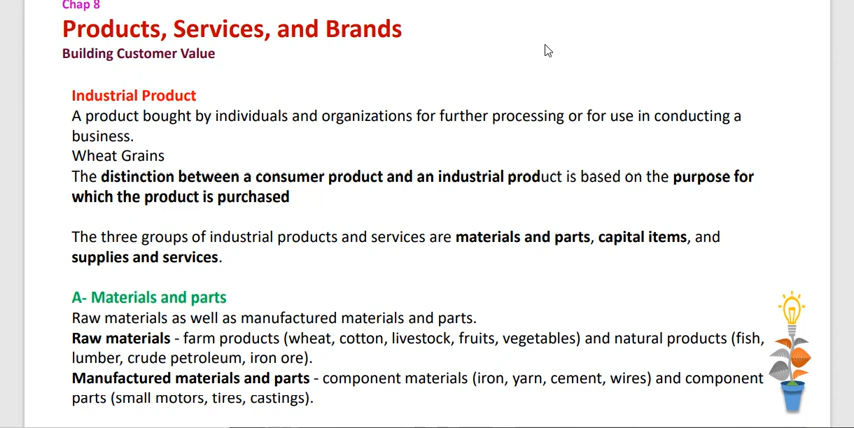 Chap 8
Products, Services, and Brands
Building Customer Value
Industrial Product
A product bought by individuals and organizations for further processing or for use in conducting a
business.
Wheat Grains
The distinction between a consumer product and an industrial product is based on the purpose for
which the product is purchased
The three groups of industrial products and services are materials and parts, capital items, and
supplies and services.
A- Materials and parts
Raw materials as well as manufactured materials and parts.
Raw materials - farm products (wheat, cotton, livestock, fruits, vegetables) and natural products (fish,
lumber, crude petroleum, iron ore).
Manufactured materials and parts - component materials (iron, yarn, cement, wires) and component
parts (small motors, tires, castings).